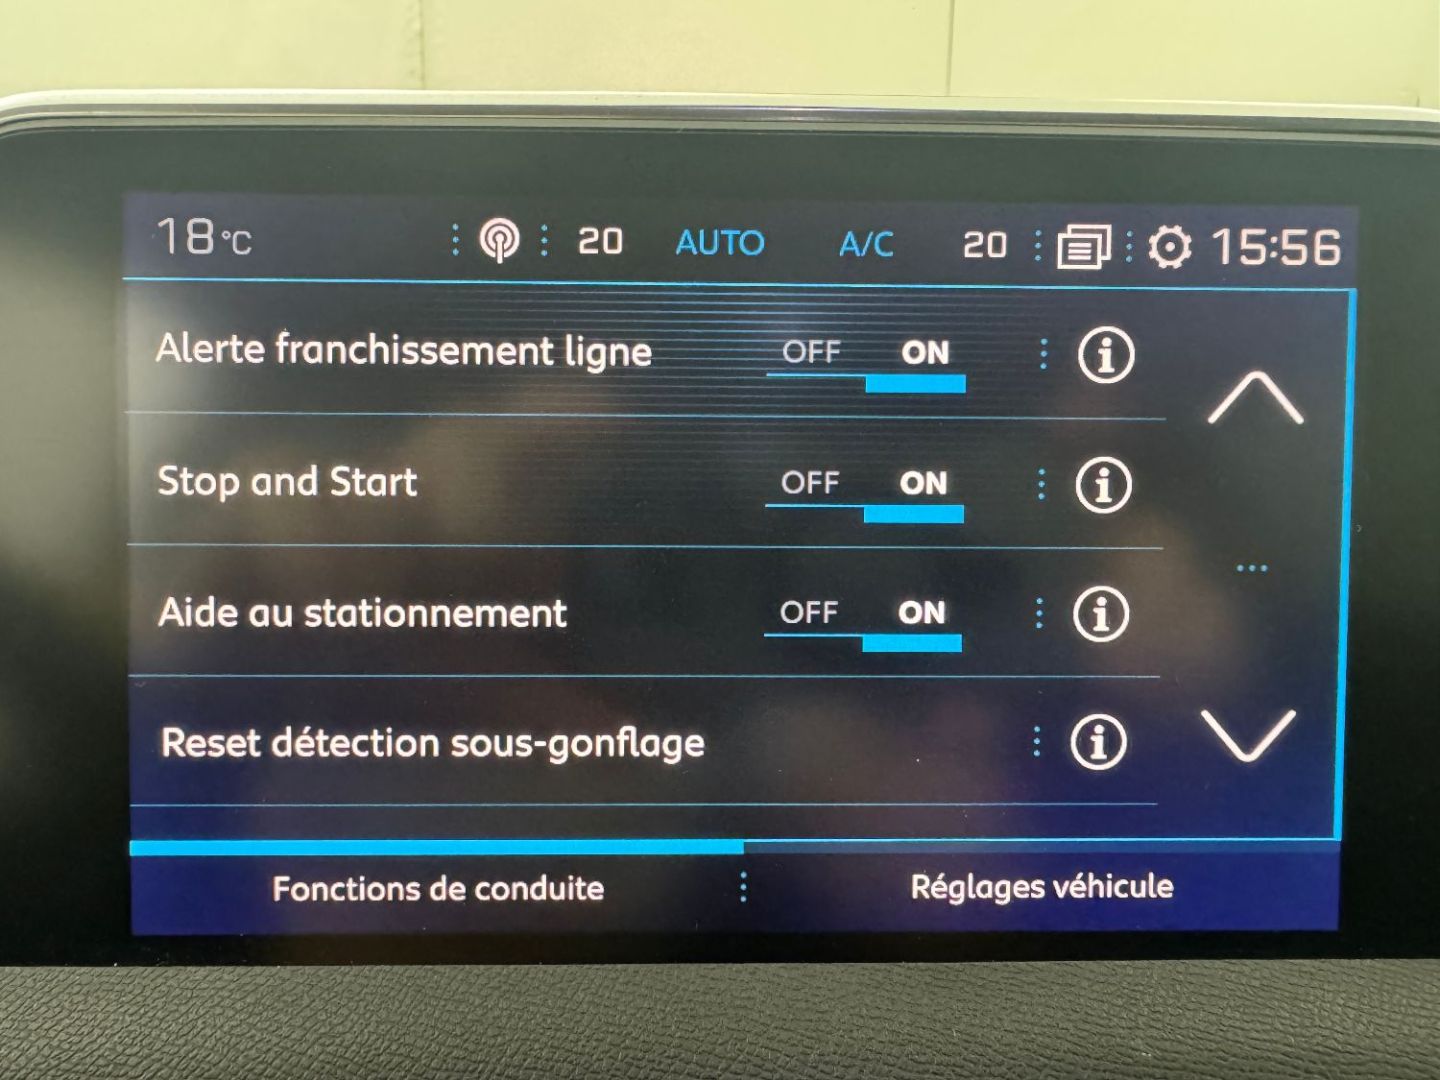 18°C 20 AUTO A/C 20 15:56
Alerte franchissement ligne OFF ON i
Stop and Start OFF ON i
Aide au stationnement OFF ON i
Reset détection sous-gonflage i
Fonctions de conduite Réglages véhicule